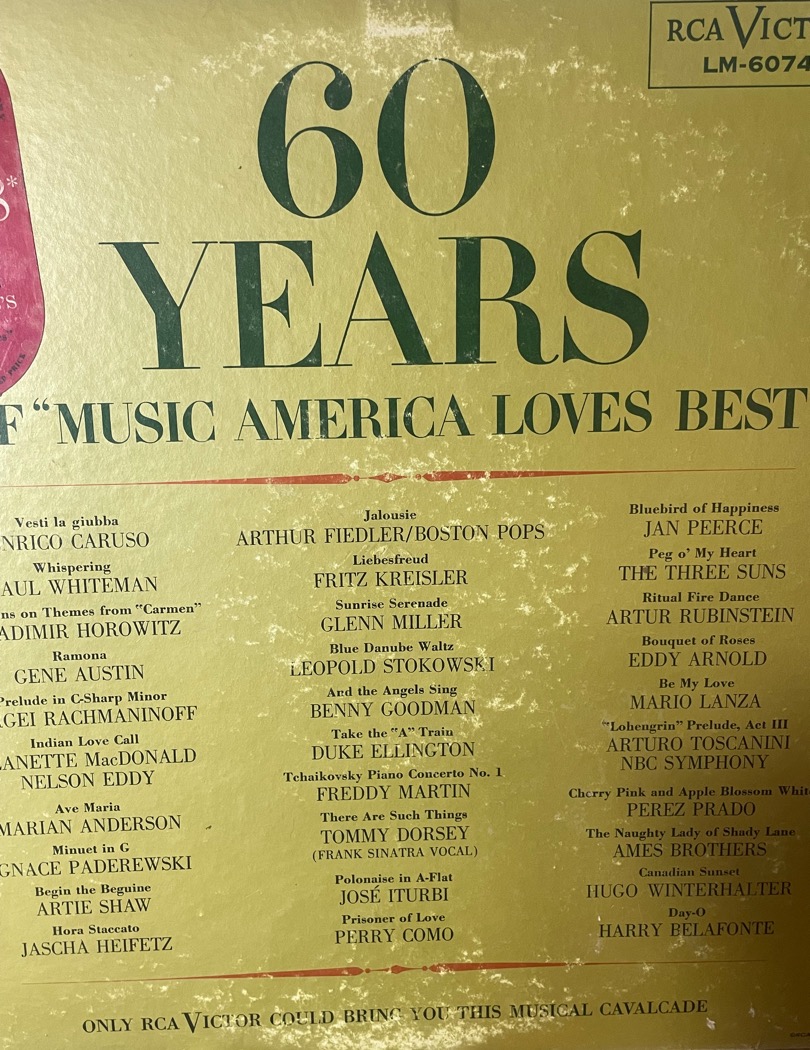 RCA VICT
LM-6074
60
YEARS
F “MUSIC AMERICA LOVES BEST
Vesti la giubba
NRICO CARUSO
Whispering
AUL WHITEMAN
ns on Themes from "Carmen"
ADIMIR HOROWITZ
Ramona
GENE AUSTIN
Prelude in C-Sharp Minor
GEI RACHMANINOFF
Indian Love Call
ANETTE MacDONALD
NELSON EDDY
Ave Maria
MARIAN ANDERSON
Minuet in G
GNACE PADEREWSKI
Begin the Beguine
ARTIE SHAW
Hora Staccato
JASCHA HEIFETZ
Jalousie
ARTHUR FIEDLER/BOSTON POPS
Liebesfreud
FRITZ KREISLER
Sunrise Serenade
GLENN MILLER
Blue Danube Waltz
LEOPOLD STOKOWSKI
And the Angels Sing
BENNY GOODMAN
Take the "A" Train
DUKE ELLINGTON
Tchaikovsky Piano Concerto No. 1
FREDDY MARTIN
There Are Such Things
TOMMY DORSEY
(FRANK SINATRA VOCAL)
Polonaise in A-Flat
JOSÉ ITURBI
Prisoner of Love
PERRY COMO
Bluebird of Happiness
JAN PEERCE
Peg o' My Heart
THE THREE SUNS
Ritual Fire Dance
ARTUR RUBINSTEIN
Bouquet of Roses
EDDY ARNOLD
Be My Love
MARIO LANZA
"Lohengrin" Prelude, Act III
ARTURO TOSCANINI
NBC SYMPHONY
Cherry Pink and Apple Blossom Whit
PEREZ PRADO
The Naughty Lady of Shady Lane
AMES BROTHERS
Canadian Sunset
HUGO WINTERHALTER
Day-O
HARRY BELAFONTE
ONLY RCA VICTOR COULD BRING YOU THIS MUSICAL CAVALCADE